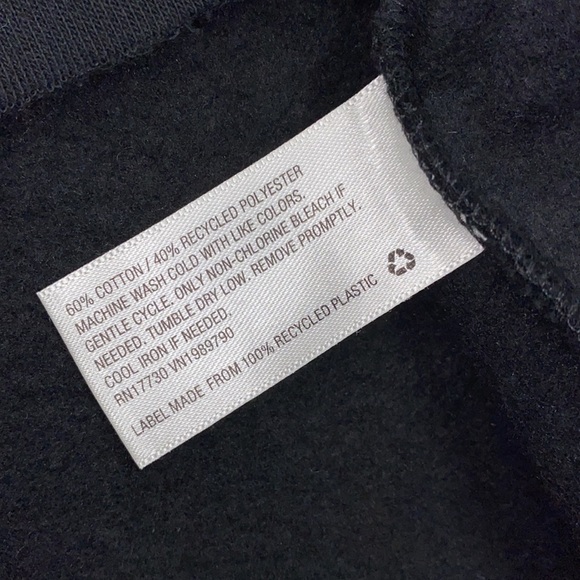 60% COTTON / 40% RECYCLED POLYESTER
MACHINE WASH COLD WITH LIKE COLORS.
GENTLE CYCLE. ONLY NON-CHLORINE BLEACH IF
NEEDED. TUMBLE DRY LOW. REMOVE PROMPTLY.
COOL IRON IF NEEDED.
RN17730 VN1989790
LABEL MADE FROM 100% RECYCLED PLASTIC